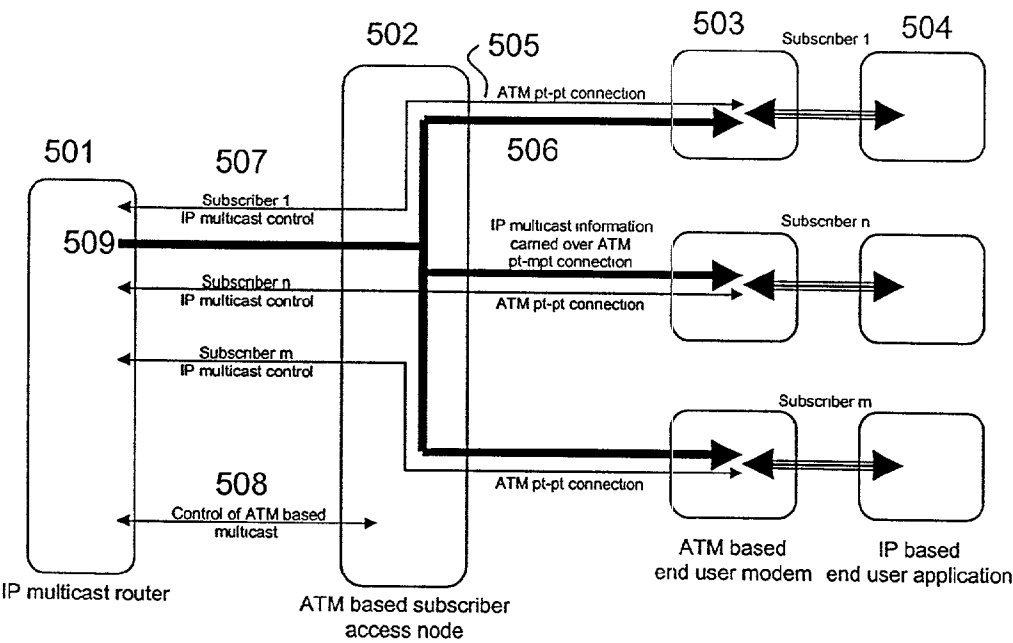 502
505
503
Subscriber 1
504
ATM pt-pt connection
501
507
506
Subscriber 1
IP multicast control
509
IP multicast information
carried over ATM
pt-mpt connection
Subscriber n
Subscriber n
IP multicast control
ATM pt-pt connection
Subscriber m
IP multicast control
Subscriber m
508
ATM pt-pt connection
Control of ATM based
multicast
ATM based
end user modem
IP based
end user application
IP multicast router
ATM based subscriber
access node